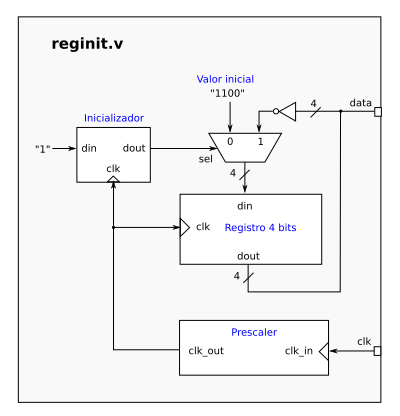 reginit.v
Valor inicial
"1100"
4
data
Inicializador
0 1
"1"
din dout
sel
clk
4
din
clk Registro 4 bits
dout
4
Prescaler
clk
clk_out clk_in